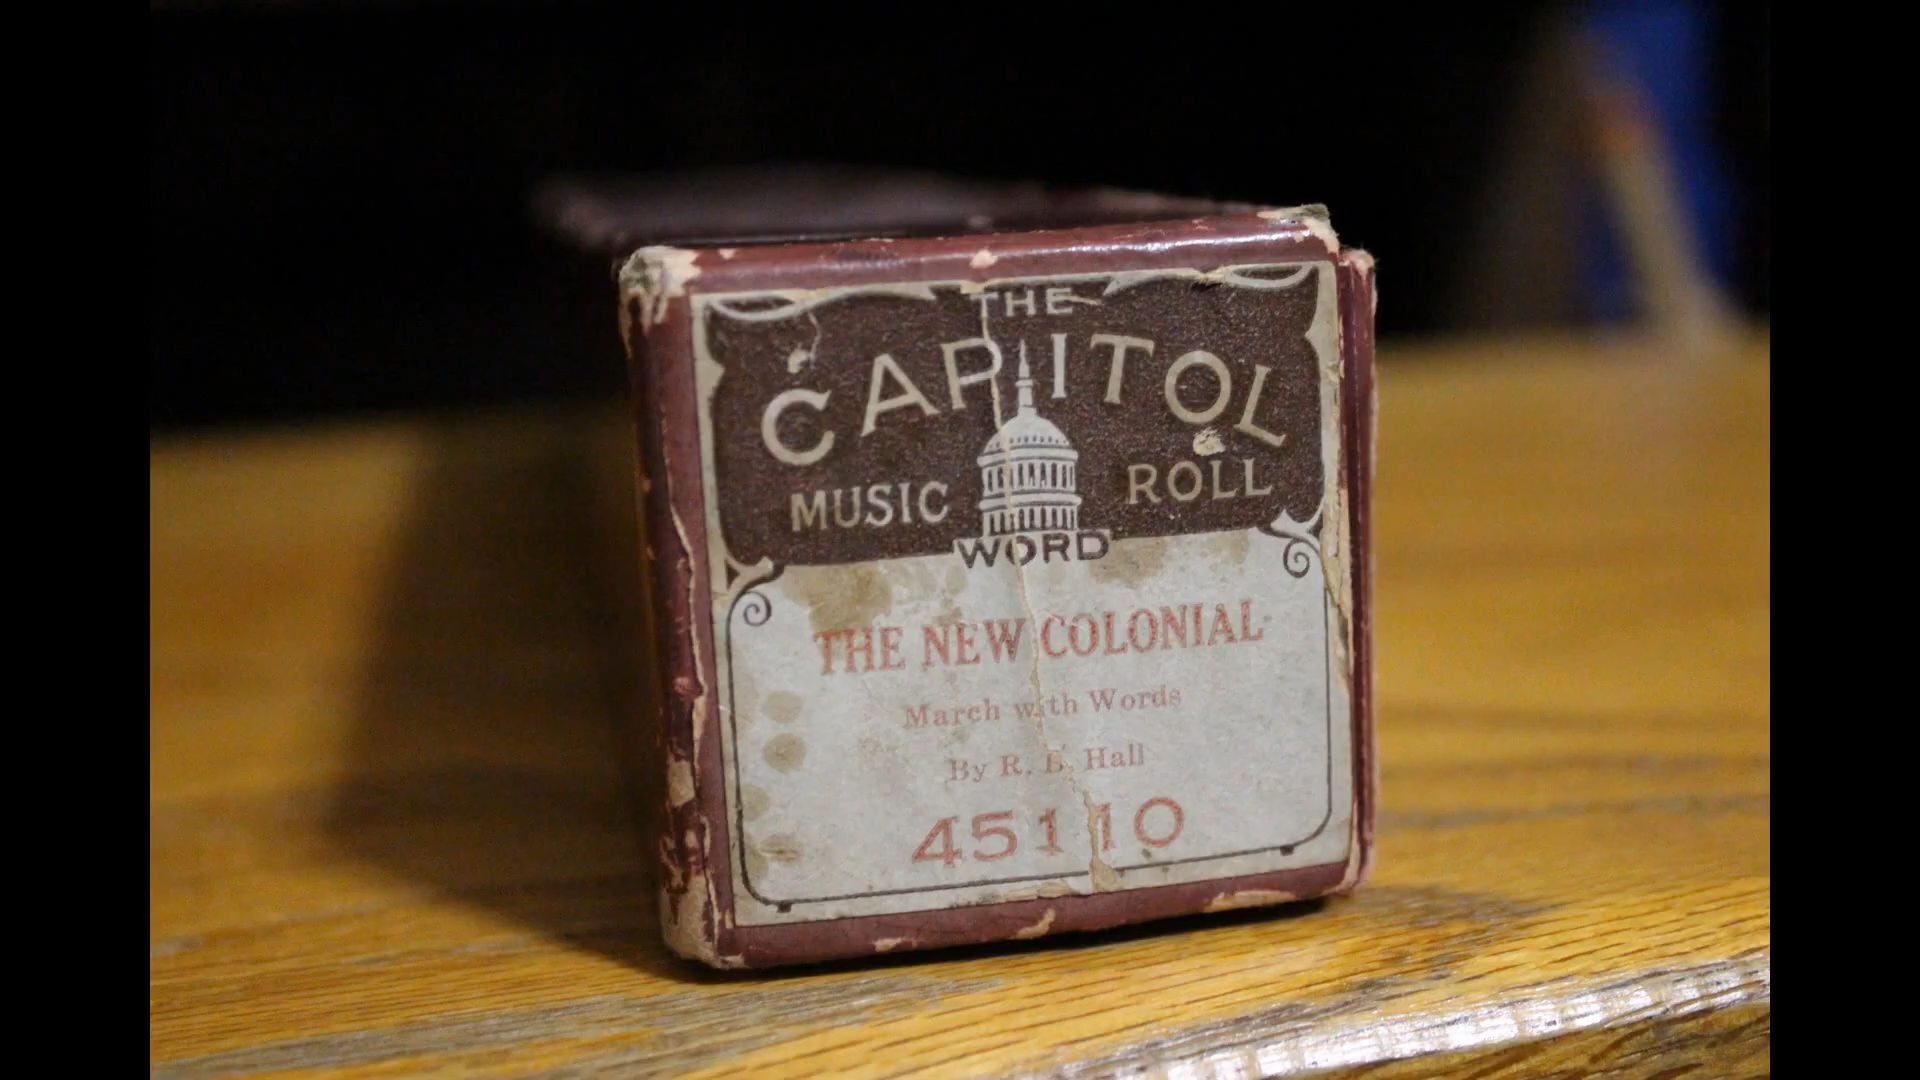 THE
CAPITOL
MUSIC ROLL
WORD
THE NEW COLONIAL
March with Words
By R. B. Hall
45110